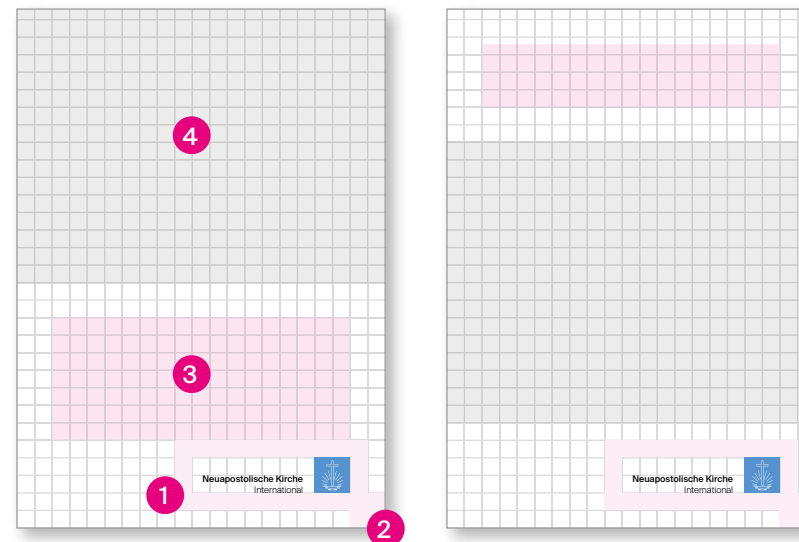 4
3
Neuapostolische Kirche
International
1
2
Neuapostolische Kirche
International